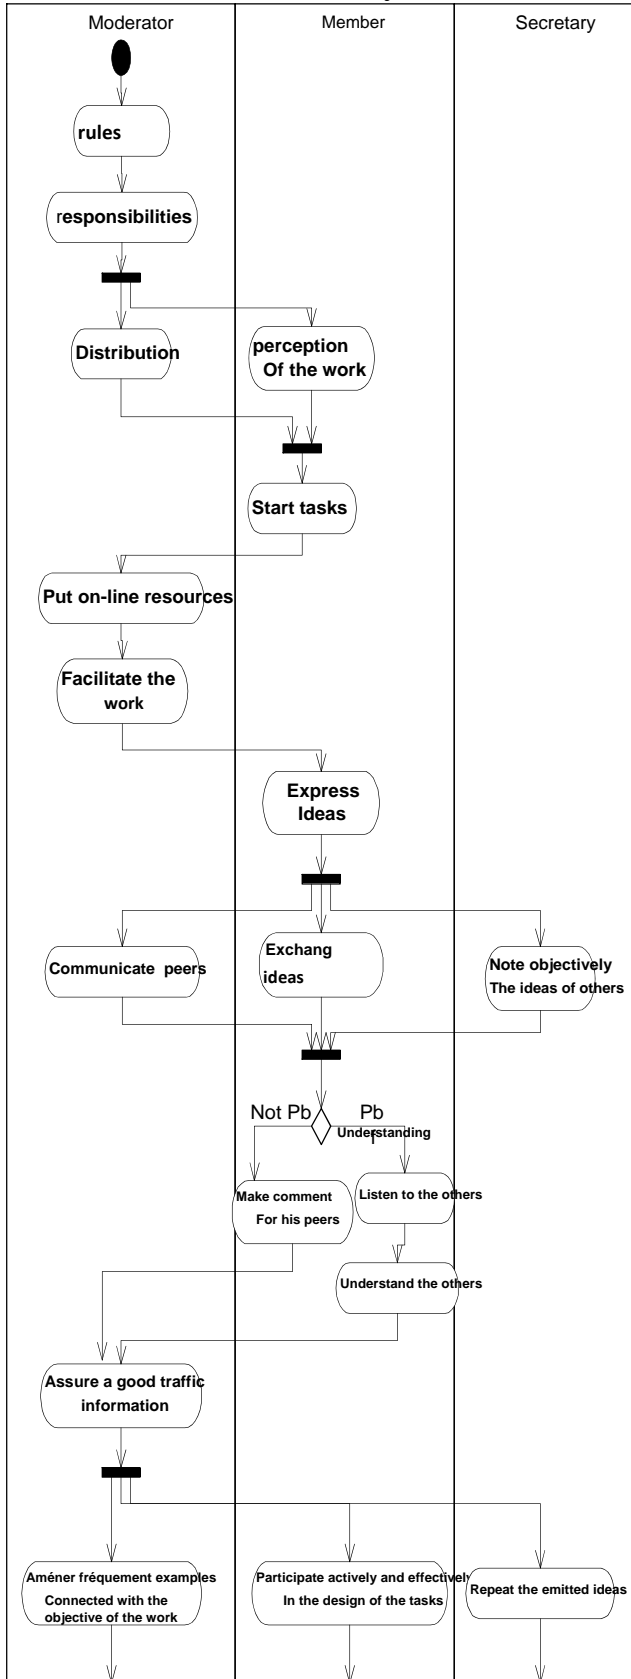 Moderator
Member
Secretary
rules
responsibilities
Distribution
perception
Of the work
Start tasks
Put on-line resources
Facilitate the
work
Express
Ideas
Communicate peers
Exchang
ideas
Note objectively
The ideas of others
Not Pb
Pb
Understanding
Make comment
For his peers
Listen to the others
Understand the others
Assure a good traffic
information
Améner fréquement examples
Connected with the
objective of the work
Participate actively and effectively
In the design of the tasks
Repeat the emitted ideas